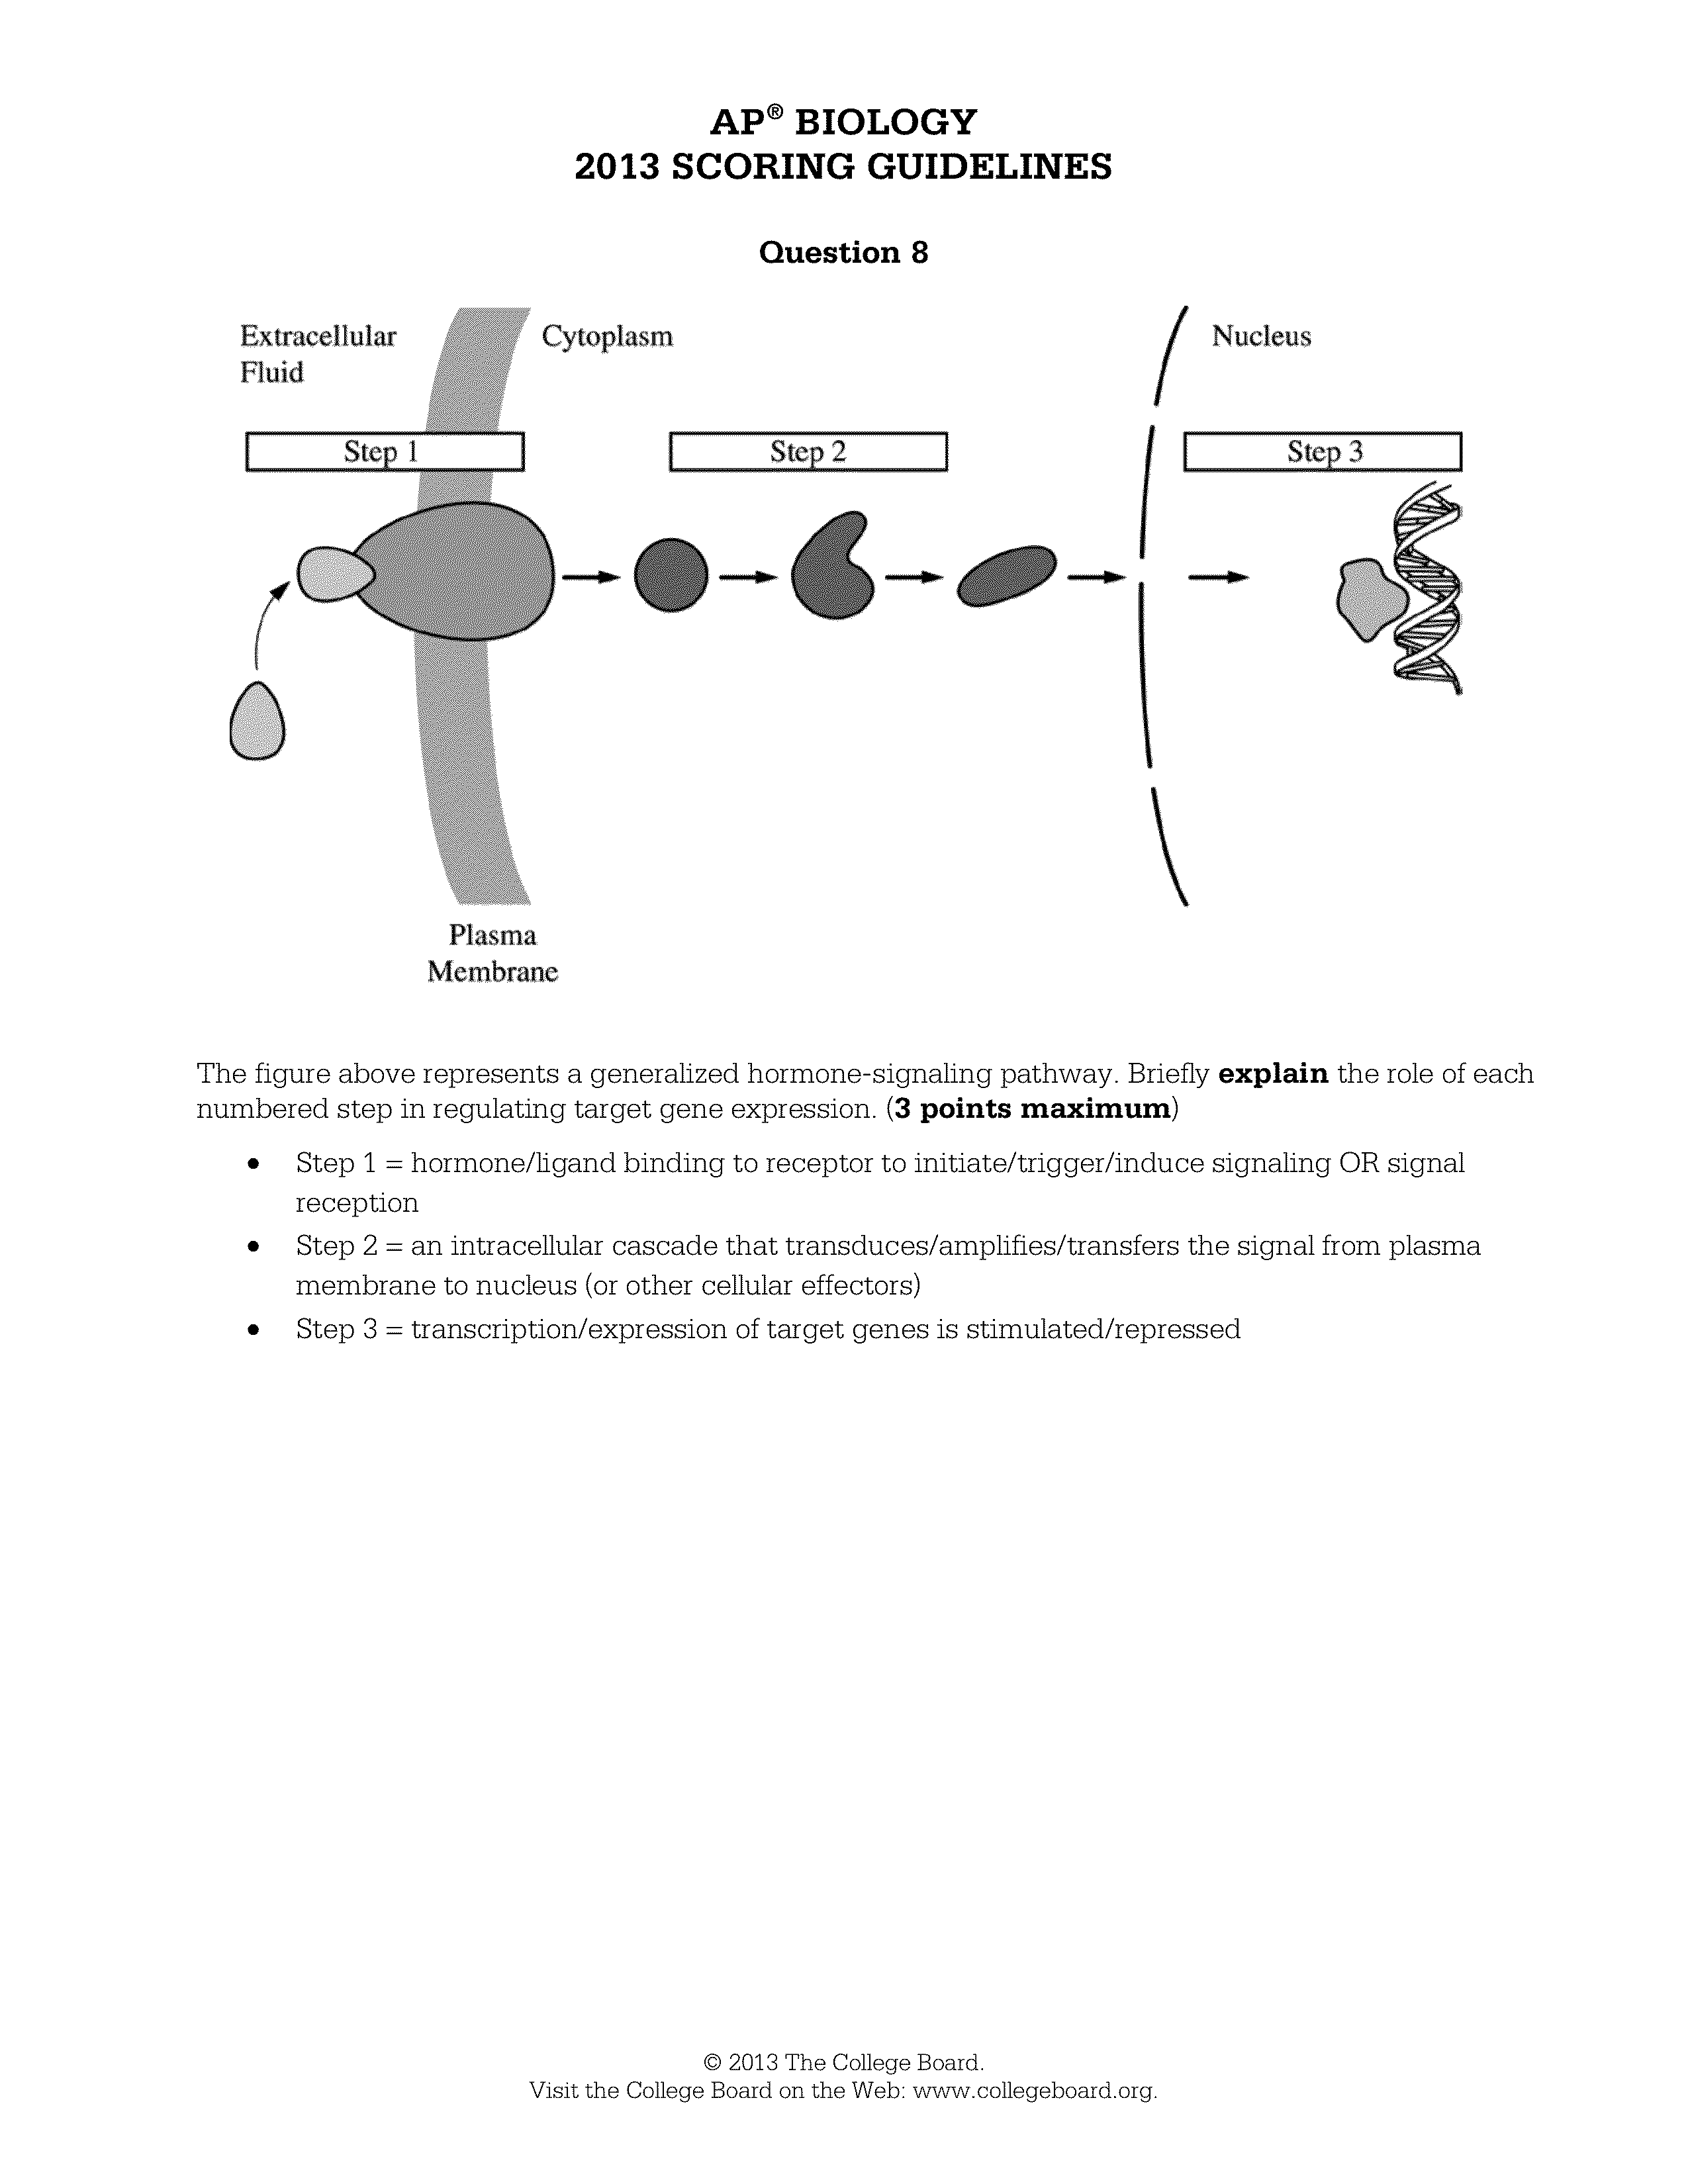 AP® BIOLOGY
2013 SCORING GUIDELINES
Question 8
Extracellular
Fluid
Cytoplasm
Nucleus
Step 1
Step 2
Step 3
Plasma
Membrane
The figure above represents a generalized hormone-signaling pathway. Briefly explain the role of each
numbered step in regulating target gene expression. (3 points maximum)
• Step 1 = hormone/ligand binding to receptor to initiate/trigger/induce signaling OR signal
reception
• Step 2 = an intracellular cascade that transduces/amplifies/transfers the signal from plasma
membrane to nucleus (or other cellular effectors)
• Step 3 = transcription/expression of target genes is stimulated/repressed
© 2013 The College Board.
Visit the College Board on the Web: www.collegeboard.org.